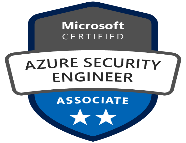 Microsoft
CERTIFIED
AZURE SECURITY
ENGINEER
ASSOCIATE